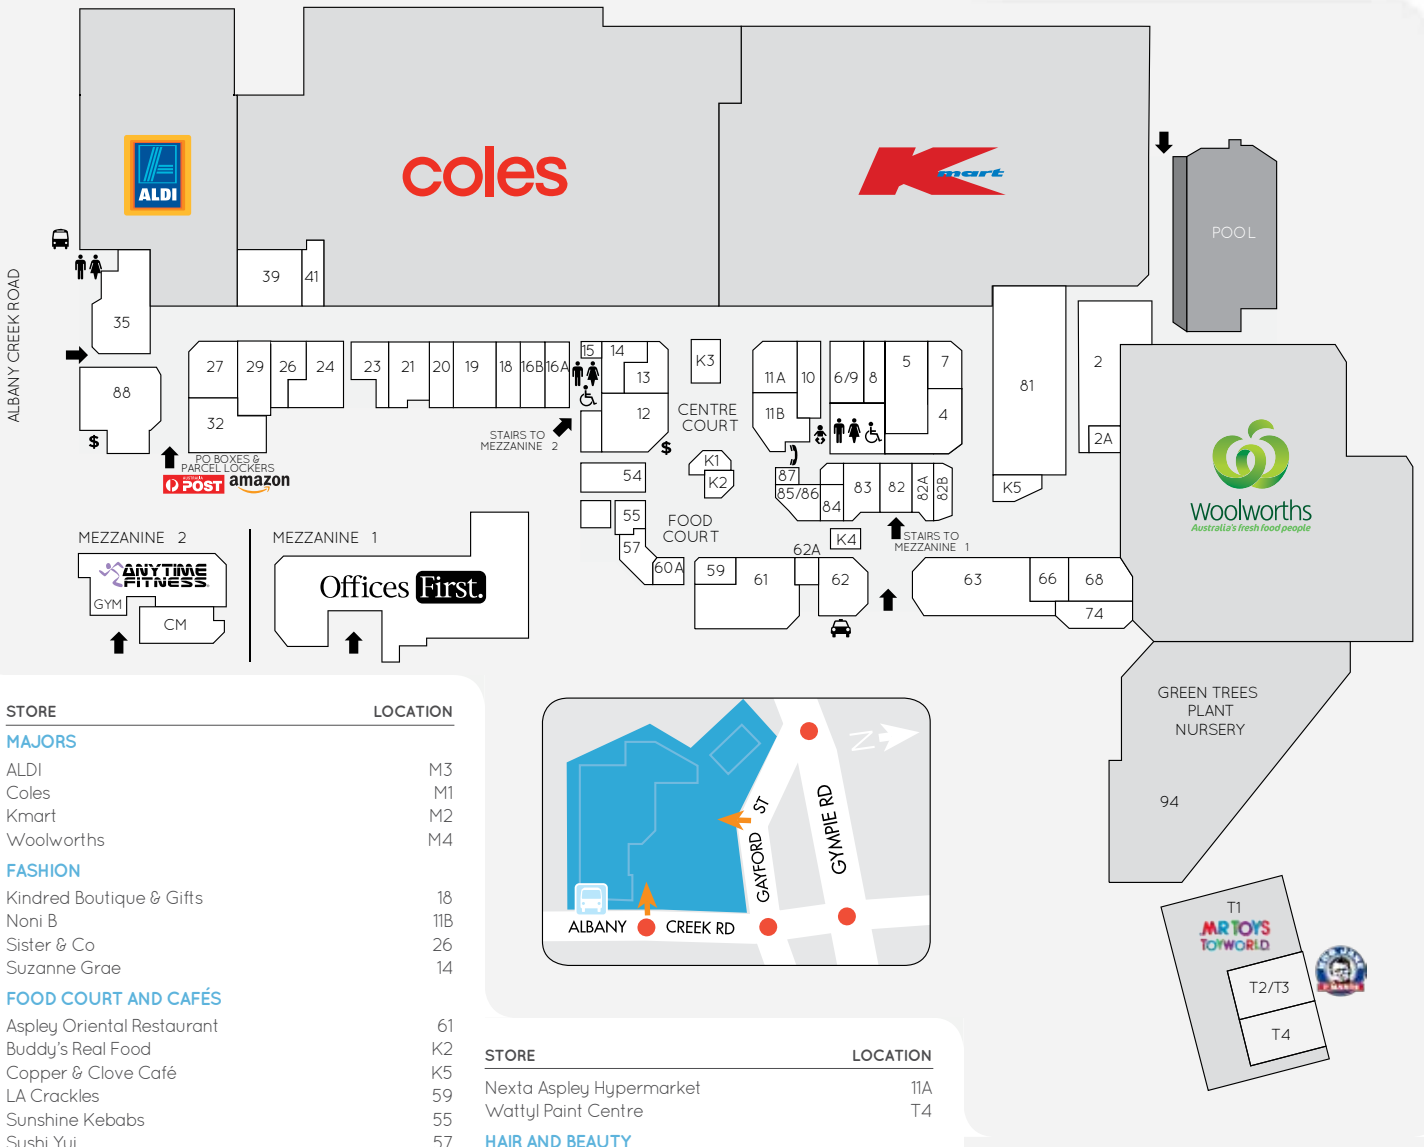 ALDI
coles
Kmart
POOL
ALBANY CREEK ROAD
39
41
35
88
$
27
29
26
24
32
23
21
20
19
18
16B
16A
15
14
13
12
$
K3
CENTRE
COURT
K1
K2
11A
10
11B
6/9
8
5
7
4
81
2
2A
K5
Woolworths
Australia's fresh food people
STAIRS TO
MEZZANINE 2
PO BOXES &
PARCEL LOCKERS
AUSTRALIA
POST
amazon
54
55
57
60A
FOOD
COURT
87
85/86
84
83
82
82A
82B
K4
STAIRS TO
MEZZANINE 1
62A
59
61
62
63
66
68
74
MEZZANINE 2
ANYTIME
FITNESS
GYM
CM
MEZZANINE 1
Offices First.
GREEN TREES
PLANT
NURSERY
94
T1
MR TOYS
TOYWORLD
T2/T3
T4
N
GAYFORD ST
GYMPIE RD
ALBANY CREEK RD
STORE LOCATION
MAJORS
ALDI M3
Coles M1
Kmart M2
Woolworths M4
FASHION
Kindred Boutique & Gifts 18
Noni B 11B
Sister & Co 26
Suzanne Grae 14
FOOD COURT AND CAFÉS
Aspley Oriental Restaurant 61
Buddy's Real Food K2
Copper & Clove Café K5
LA Crackles 59
Sunshine Kebabs 55
Sushi Yui 57
STORE LOCATION
Nexta Aspley Hypermarket 11A
Wattyl Paint Centre T4
HAIR AND BEAUTY